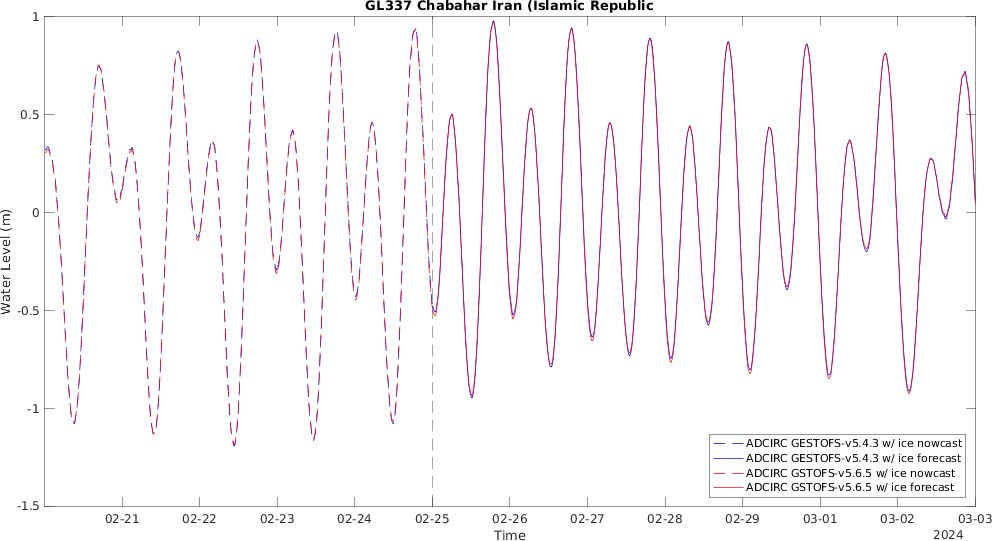 GL337 Chabahar Iran (Islamic Republic
1
0.5
0
-0.5
-1
-1.5
Water Level (m)
02-21 02-22 02-23 02-24 02-25 02-26 02-27 02-28 02-29 03-01 03-02 03-03
Time
2024
ADCIRC GESTOFS-v5.4.3 w/ ice nowcast
ADCIRC GESTOFS-v5.4.3 w/ ice forecast
ADCIRC GSTOFS-v5.6.5 w/ ice nowcast
ADCIRC GSTOFS-v5.6.5 w/ ice forecast